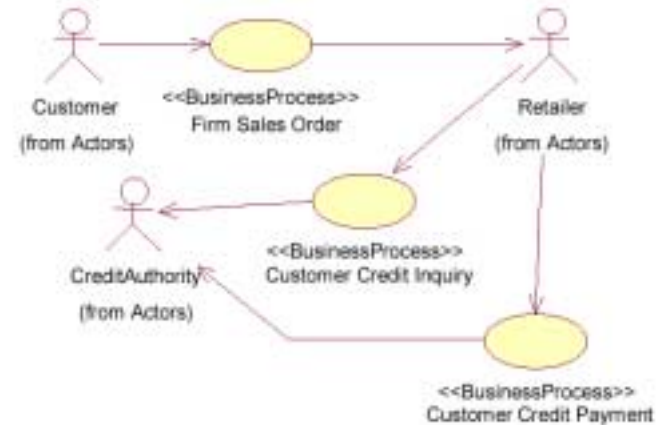 Customer
(from Actors)
<<BusinessProcess>>
Firm Sales Order
Retailer
(from Actors)
CreditAuthority
(from Actors)
<<BusinessProcess>>
Customer Credit Inquiry
<<BusinessProcess>>
Customer Credit Payment